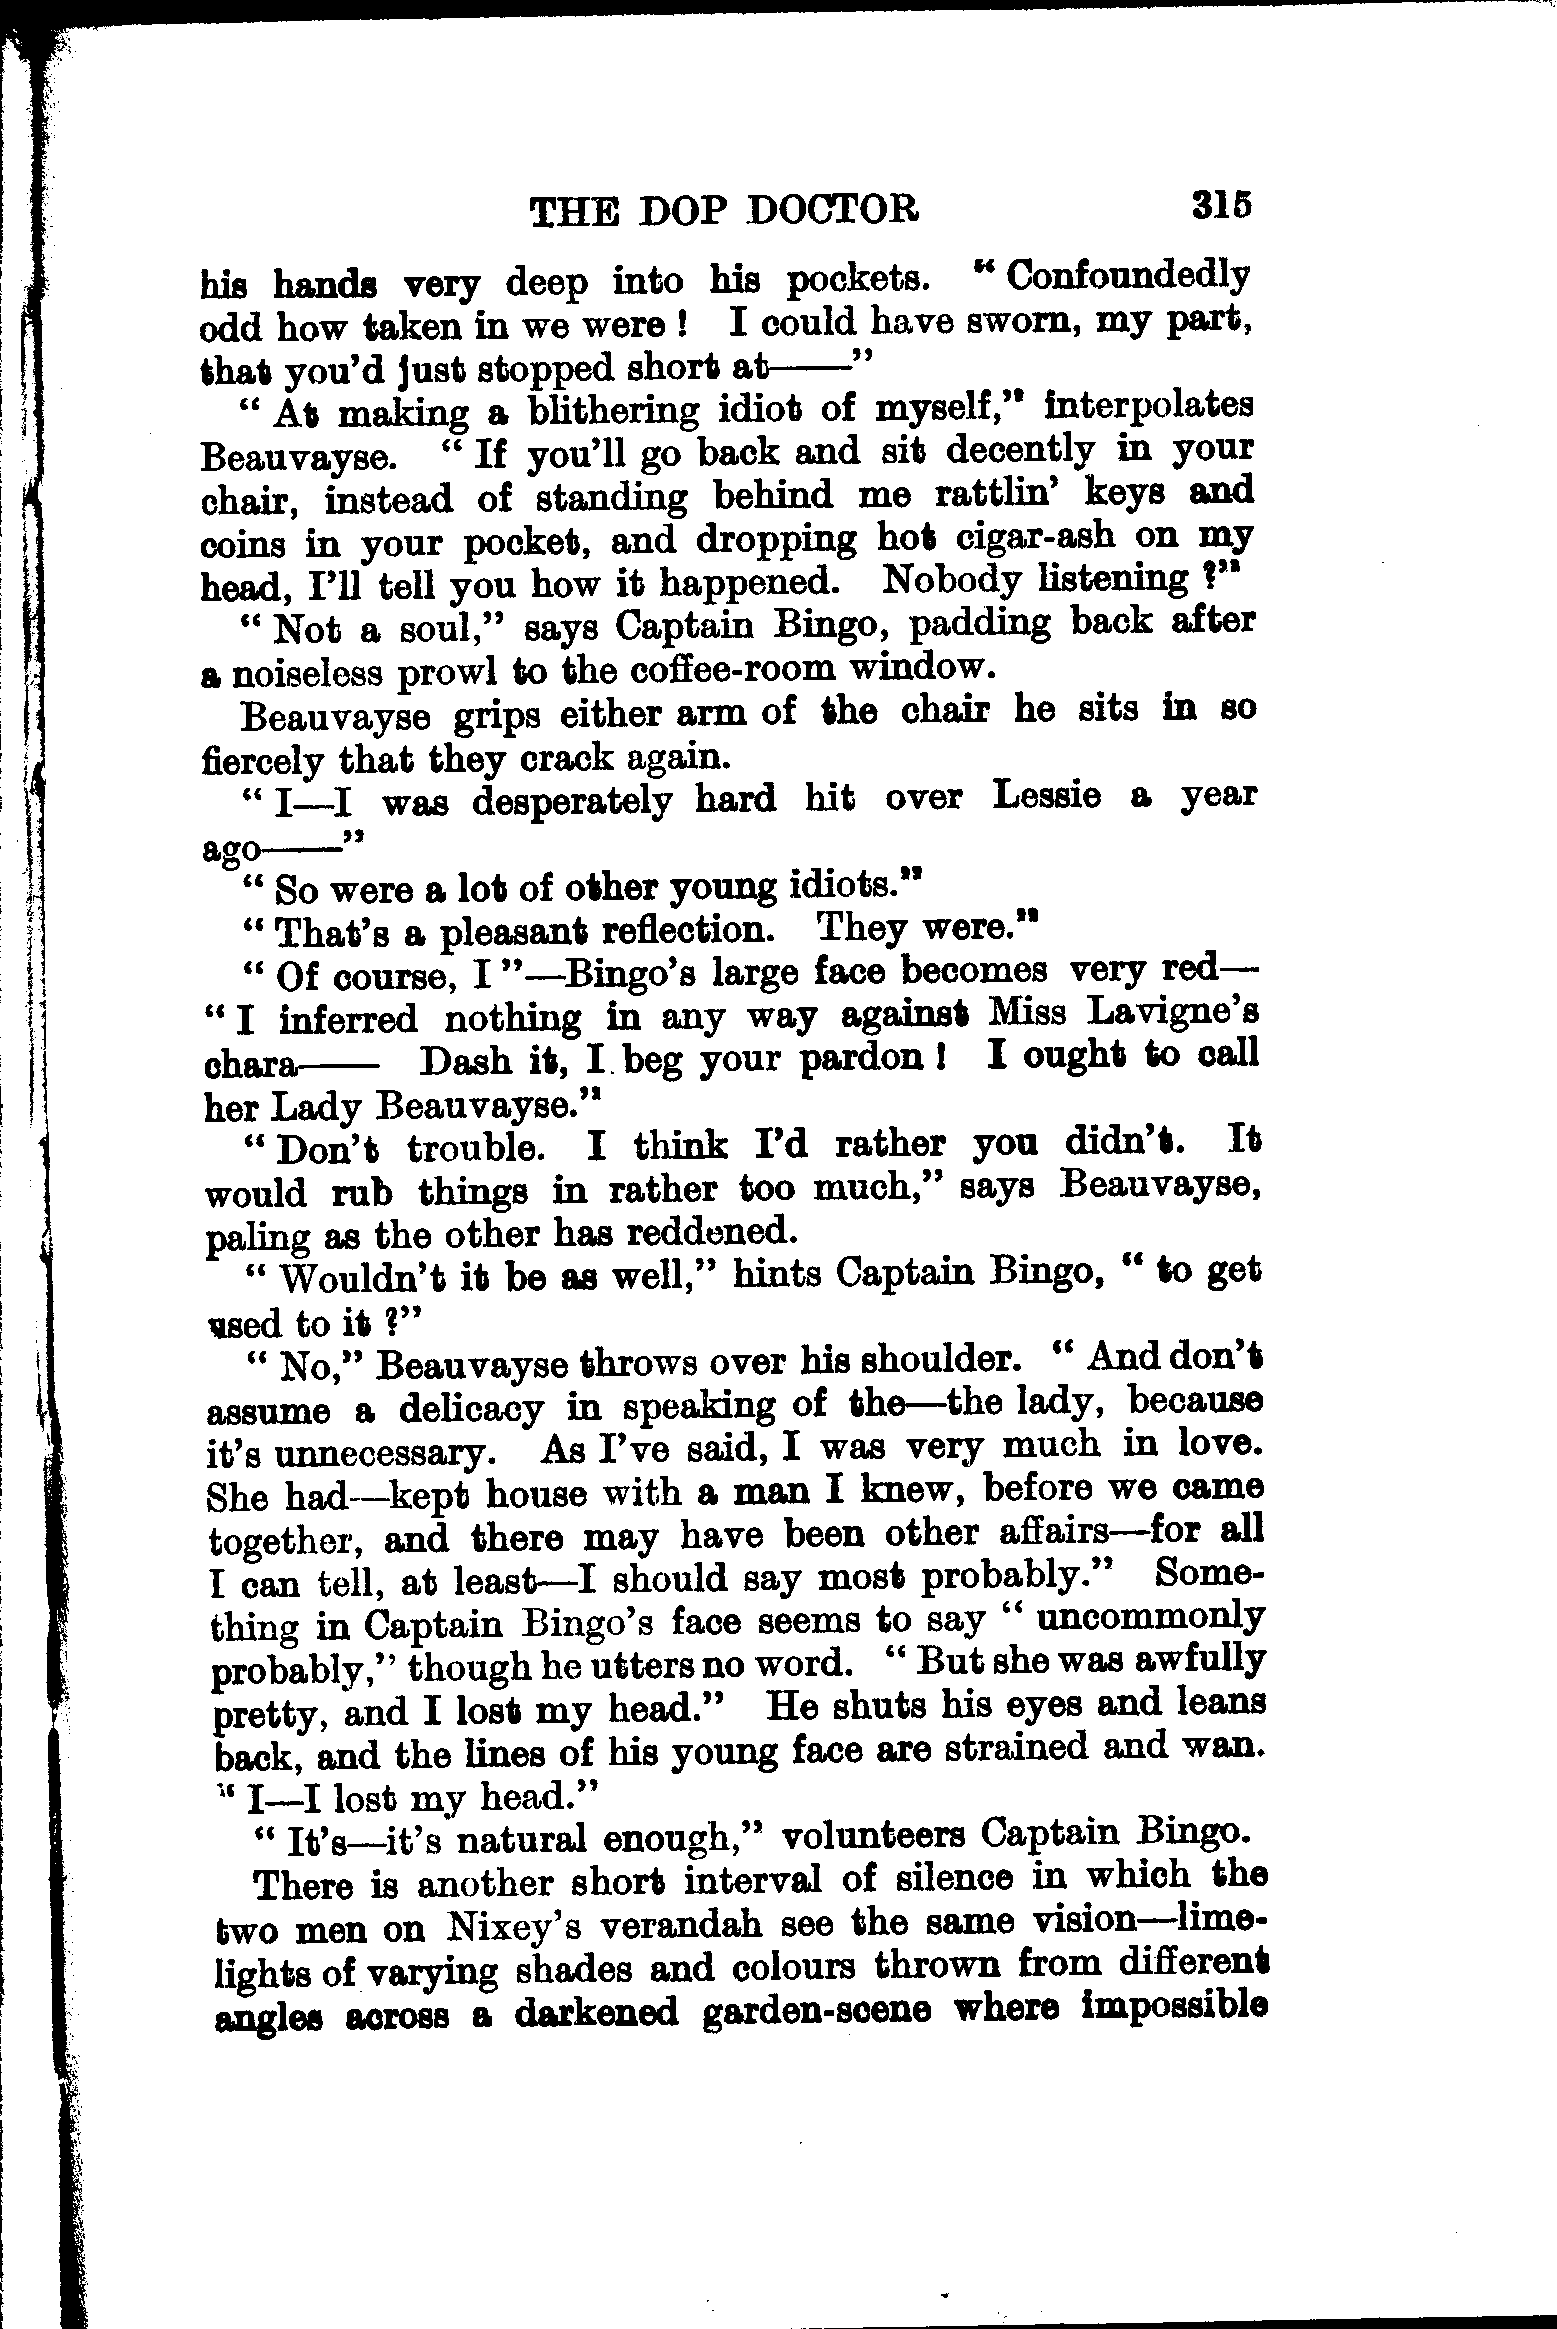 THE DOP DOCTOR 315
his hands very deep into his pockets. “ Confoundedly
odd how taken in we were ! I could have sworn, my part,
that you’d just stopped short at——”
“ At making a blithering idiot of myself,” interpolates
Beauvayse. “ If you’ll go back and sit decently in your
chair, instead of standing behind me rattlin’ keys and
coins in your pocket, and dropping hot cigar-ash on my
head, I’ll tell you how it happened. Nobody listening ?”
“ Not a soul,” says Captain Bingo, padding back after
a noiseless prowl to the coffee-room window.
Beauvayse grips either arm of the chair he sits in so
fiercely that they crack again.
“ I—I was desperately hard hit over Lessie a year
ago——”
“ So were a lot of other young idiots.”
“ That’s a pleasant reflection. They were.”
“ Of course, I ”—Bingo’s large face becomes very red—
“ I inferred nothing in any way against Miss Lavigne’s
chara—— Dash it, I beg your pardon ! I ought to call
her Lady Beauvayse.”
“ Don’t trouble. I think I’d rather you didn’t. It
would rub things in rather too much,” says Beauvayse,
paling as the other has reddened.
“ Wouldn’t it be as well,” hints Captain Bingo, “ to get
used to it ?”
“ No,” Beauvayse throws over his shoulder. “ And don’t
assume a delicacy in speaking of the—the lady, because
it’s unnecessary. As I’ve said, I was very much in love.
She had—kept house with a man I knew, before we came
together, and there may have been other affairs—for all
I can tell, at least—I should say most probably.” Some-
thing in Captain Bingo’s face seems to say “ uncommonly
probably,” though he utters no word. “ But she was awfully
pretty, and I lost my head.” He shuts his eyes and leans
back, and the lines of his young face are strained and wan.
“ I—I lost my head.”
“ It’s—it’s natural enough,” volunteers Captain Bingo.
There is another short interval of silence in which the
two men on Nixey’s verandah see the same vision—lime-
lights of varying shades and colours thrown from different
angles across a darkened garden-scene where impossible